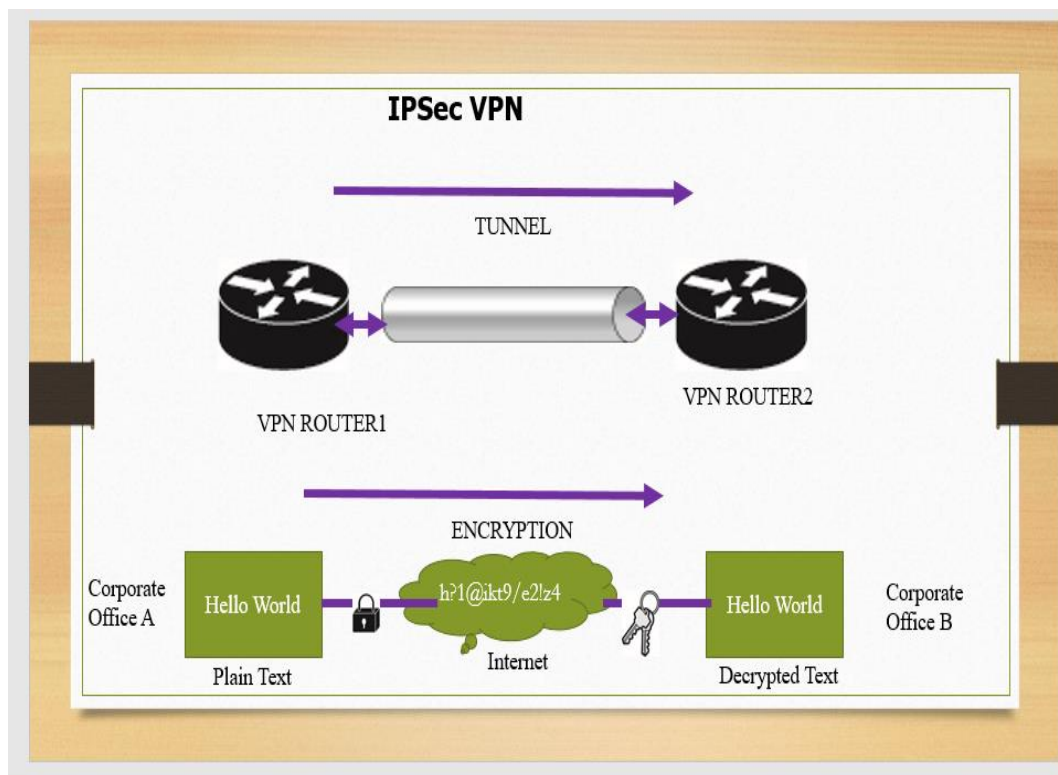 IPSec VPN
TUNNEL
VPN ROUTER1
VPN ROUTER2
ENCRYPTION
Corporate
Office A
Hello World
h?1@ikt9/e2!z4
Hello World
Corporate
Office B
Plain Text
Internet
Decrypted Text